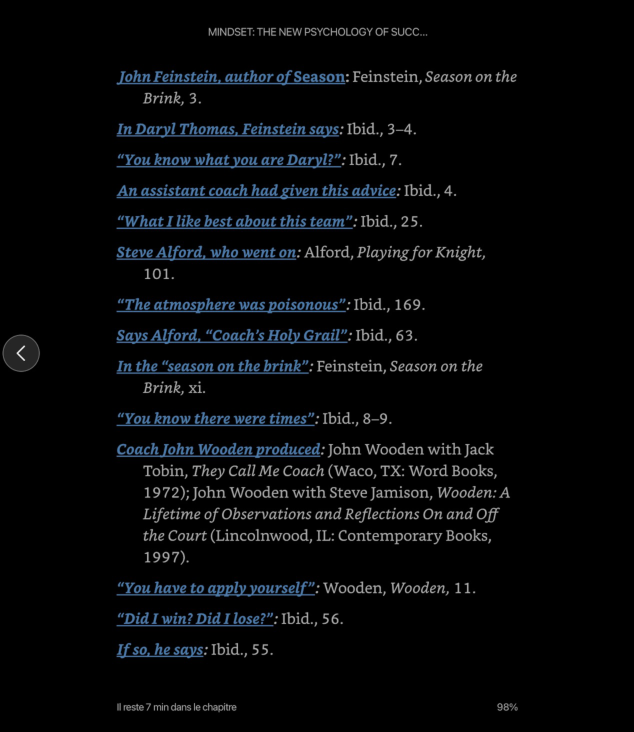 MINDSET: THE NEW PSYCHOLOGY OF SUCC...
John Feinstein, author of Season: Feinstein, Season on the
Brink, 3.
In Daryl Thomas, Feinstein says: Ibid., 3–4.
“You know what you are Daryl?”: Ibid., 7.
An assistant coach had given this advice: Ibid., 4.
“What I like best about this team”: Ibid., 25.
Steve Alford, who went on: Alford, Playing for Knight,
101.
“The atmosphere was poisonous”: Ibid., 169.
Says Alford, “Coach’s Holy Grail”: Ibid., 63.
In the “season on the brink”: Feinstein, Season on the
Brink, xi.
“You know there were times”: Ibid., 8–9.
Coach John Wooden produced: John Wooden with Jack
Tobin, They Call Me Coach (Waco, TX: Word Books,
1972); John Wooden with Steve Jamison, Wooden: A
Lifetime of Observations and Reflections On and Off
the Court (Lincolnwood, IL: Contemporary Books,
1997).
“You have to apply yourself”: Wooden, Wooden, 11.
“Did I win? Did I lose?”: Ibid., 56.
If so, he says: Ibid., 55.
Il reste 7 min dans le chapitre
98%